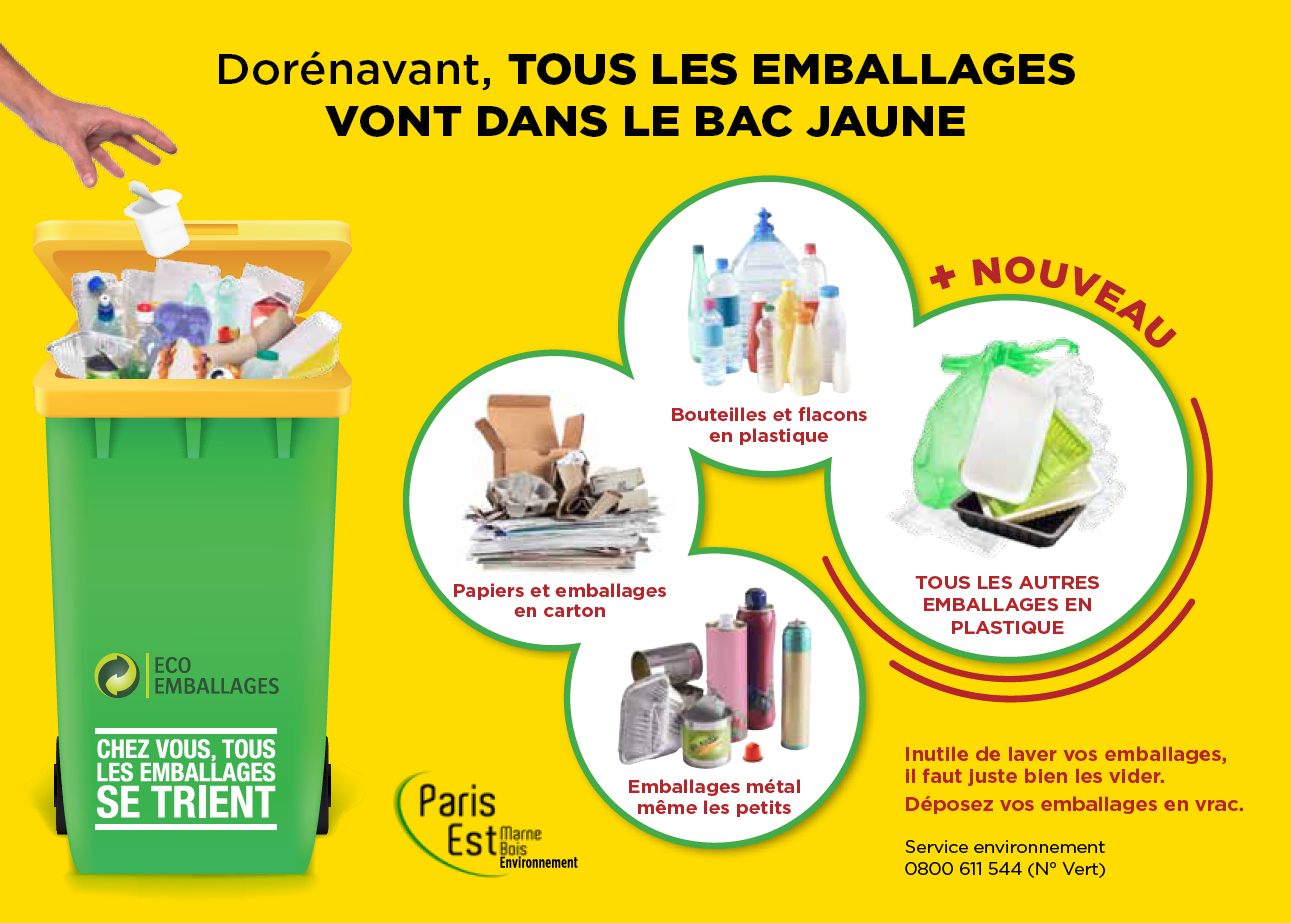 Dorénavant, TOUS LES EMBALLAGES
VONT DANS LE BAC JAUNE
+ NOUVEAU
Bouteilles et flacons
en plastique
Papiers et emballages
en carton
TOUS LES AUTRES
EMBALLAGES EN
PLASTIQUE
Emballages métal
même les petits
ECO
EMBALLAGES
CHEZ VOUS, TOUS
LES EMBALLAGES
SE TRIENT
Paris
Est Marne
Bois
Environnement
Inutile de laver vos emballages,
il faut juste bien les vider.
Déposez vos emballages en vrac.
Service environnement
0800 611 544 (N° Vert)